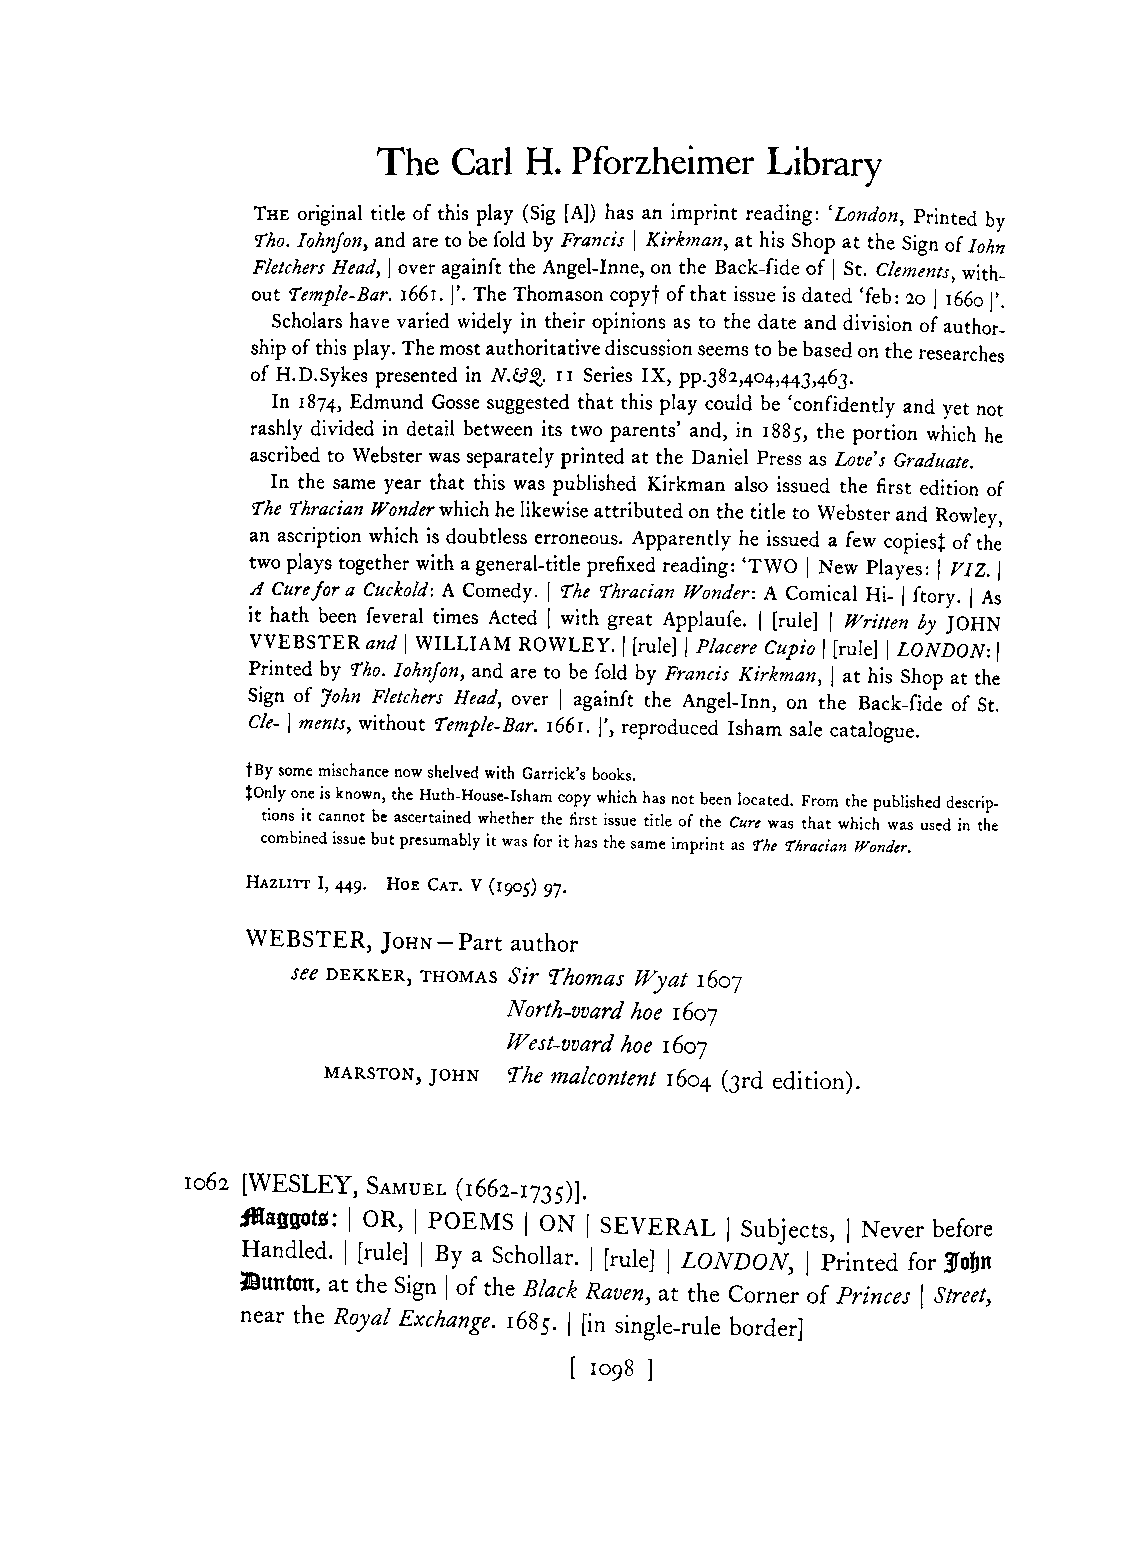 The Carl H. Pforzheimer Library
THE original title of this play (Sig [A]) has an imprint reading: ‘London, Printed by
Tho. Iohnſon, and are to be ſold by Francis | Kirkman, at his Shop at the Sign of Iohn
Fletchers Head, | over againſt the Angel-Inne, on the Back-ſide of | St. Clements, with-
out Temple-Bar. 1661. |’. The Thomason copy† of that issue is dated ‘feb: 20 | 1660 |’.
Scholars have varied widely in their opinions as to the date and division of author-
ship of this play. The most authoritative discussion seems to be based on the researches
of H.D.Sykes presented in N.&Q. 11 Series IX, pp.382,404,443,463.
In 1874, Edmund Gosse suggested that this play could be ‘confidently and yet not
rashly divided in detail between its two parents’ and, in 1885, the portion which he
ascribed to Webster was separately printed at the Daniel Press as Love's Graduate.
In the same year that this was published Kirkman also issued the first edition of
The Thracian Wonder which he likewise attributed on the title to Webster and Rowley,
an ascription which is doubtless erroneous. Apparently he issued a few copies‡ of the
two plays together with a general-title prefixed reading: ‘TWO | New Playes: | VIZ. |
A Cure for a Cuckold: A Comedy. | The Thracian Wonder: A Comical Hi- | ſtory. | As
it hath been ſeveral times Acted | with great Applauſe. | [rule] | Written by JOHN
VVEBSTER and | WILLIAM ROWLEY. | [rule] | Placere Cupio | [rule] | LONDON: |
Printed by Tho. Iohnſon, and are to be ſold by Francis Kirkman, | at his Shop at the
Sign of John Fletchers Head, over | againſt the Angel-Inn, on the Back-ſide of St.
Cle- | ments, without Temple-Bar. 1661. |’, reproduced Isham sale catalogue.
†By some mischance now shelved with Garrick's books.
‡Only one is known, the Huth-House-Isham copy which has not been located. From the published descrip-
tions it cannot be ascertained whether the first issue title of the Cure was that which was used in the
combined issue but presumably it was for it has the same imprint as The Thracian Wonder.
HAZLITT I, 449. HOE CAT. V (1905) 97.
WEBSTER, JOHN—Part author
see DEKKER, THOMAS Sir Thomas Wyat 1607
North-vvard hoe 1607
West-vvard hoe 1607
MARSTON, JOHN The malcontent 1604 (3rd edition).
1062 [WESLEY, SAMUEL (1662-1735)].
Maggots: | OR, | POEMS | ON | SEVERAL | Subjects, | Never before
Handled. | [rule] | By a Schollar. | [rule] | LONDON, | Printed for John
Dunton, at the Sign | of the Black Raven, at the Corner of Princes | Street,
near the Royal Exchange. 1685. | [in single-rule border]
[ 1098 ]